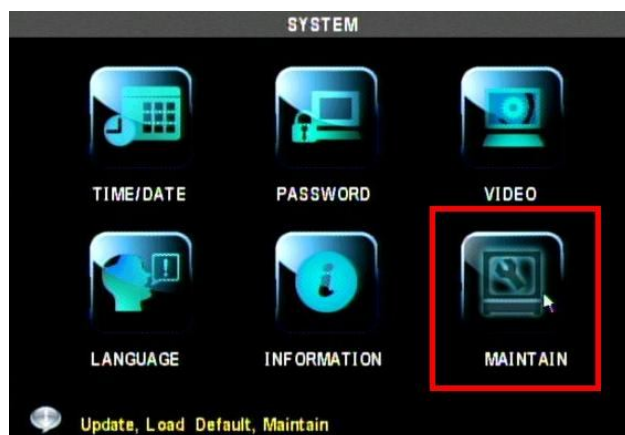 SYSTEM
TIME/DATE
PASSWORD
VIDEO
LANGUAGE
INFORMATION
MAINTAIN
Update, Load Default, Maintain